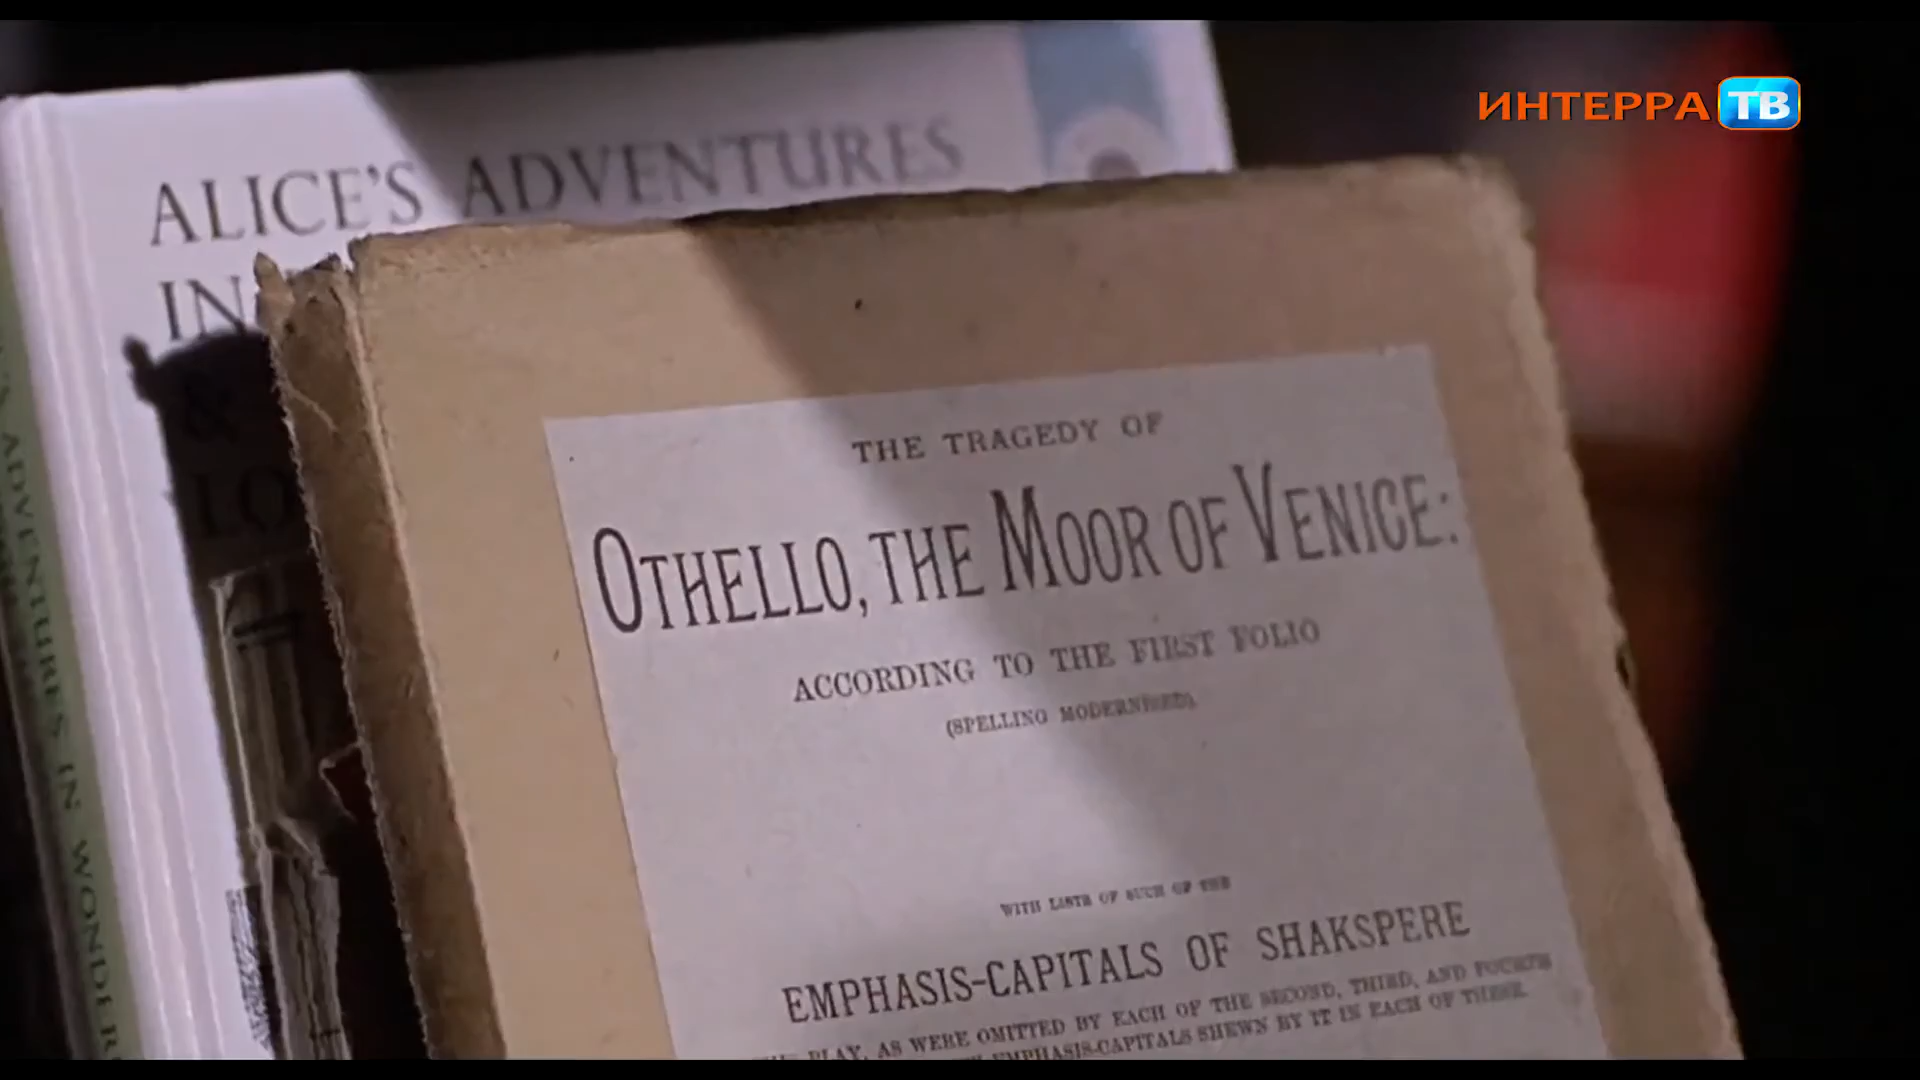 ИНТЕРРА ТВ
ALICE'S ADVENTURES
IN
&
LO
ADVENTURES IN WONDER
THE TRAGEDY OF
OTHELLO, THE MOOR OF VENICE:
ACCORDING TO THE FIRST FOLIO
(SPELLING MODERNISED).
WITH LISTS OF SUCH OF THE
EMPHASIS-CAPITALS OF SHAKSPERE
PLAY, AS WERE OMITTED BY EACH OF THE SECOND, THIRD, AND FOURTH
EMPHASIS-CAPITALS SHEWN BY IT IN EACH OF THESE.